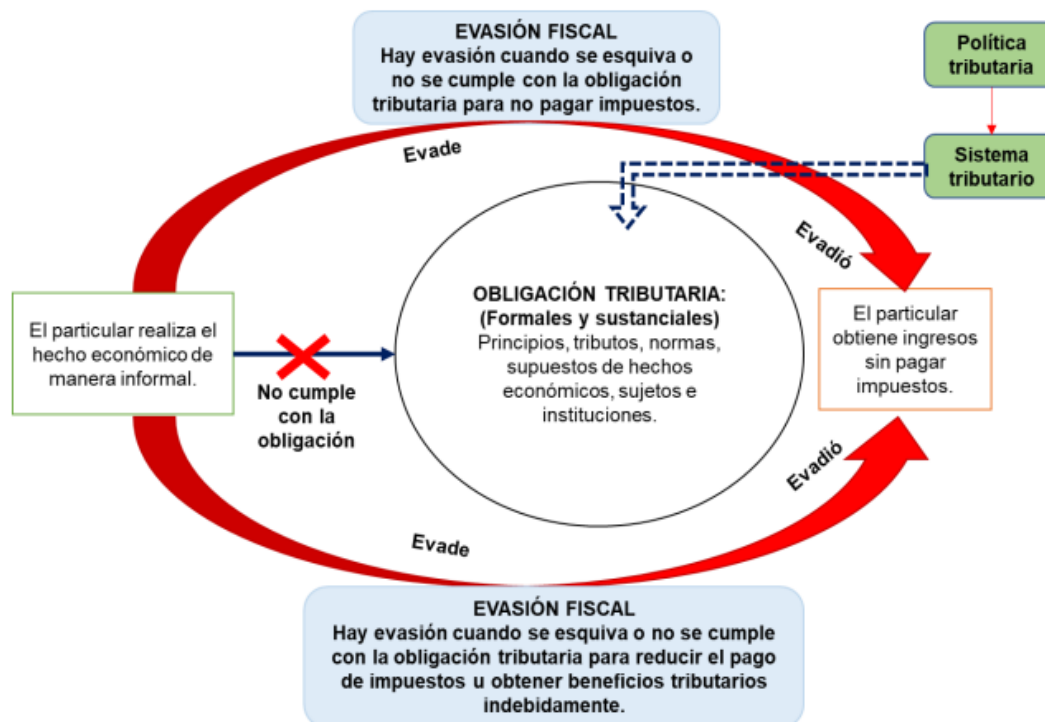 EVASIÓN FISCAL
Hay evasión cuando se esquiva o
no se cumple con la obligación
tributaria para no pagar impuestos.
Política
tributaria
Sistema
tributario
Evade
Evadió
El particular realiza el
hecho económico de
manera informal.
No cumple
con la
obligación
OBLIGACIÓN TRIBUTARIA:
(Formales y sustanciales)
Principios, tributos, normas,
supuestos de hechos
económicos, sujetos e
instituciones.
El particular
obtiene ingresos
sin pagar
impuestos.
Evadió
Evade
EVASIÓN FISCAL
Hay evasión cuando se esquiva o no se cumple
con la obligación tributaria para reducir el pago
de impuestos u obtener beneficios tributarios
indebidamente.